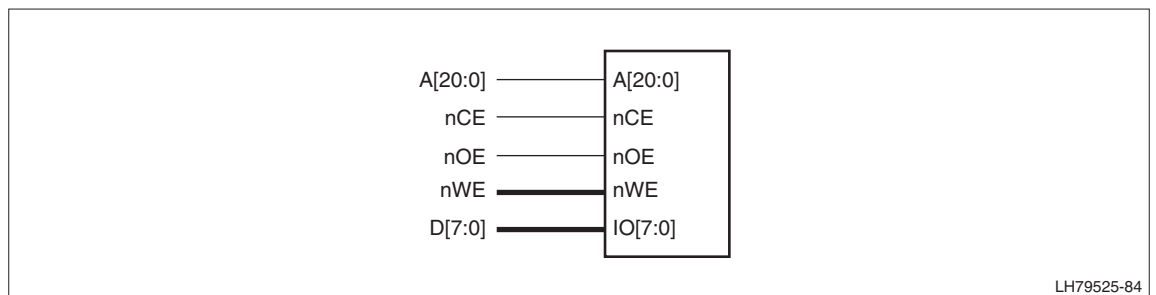 A[20:0] A[20:0]
nCE nCE
nOE nOE
nWE nWE
D[7:0] IO[7:0]
LH79525-84